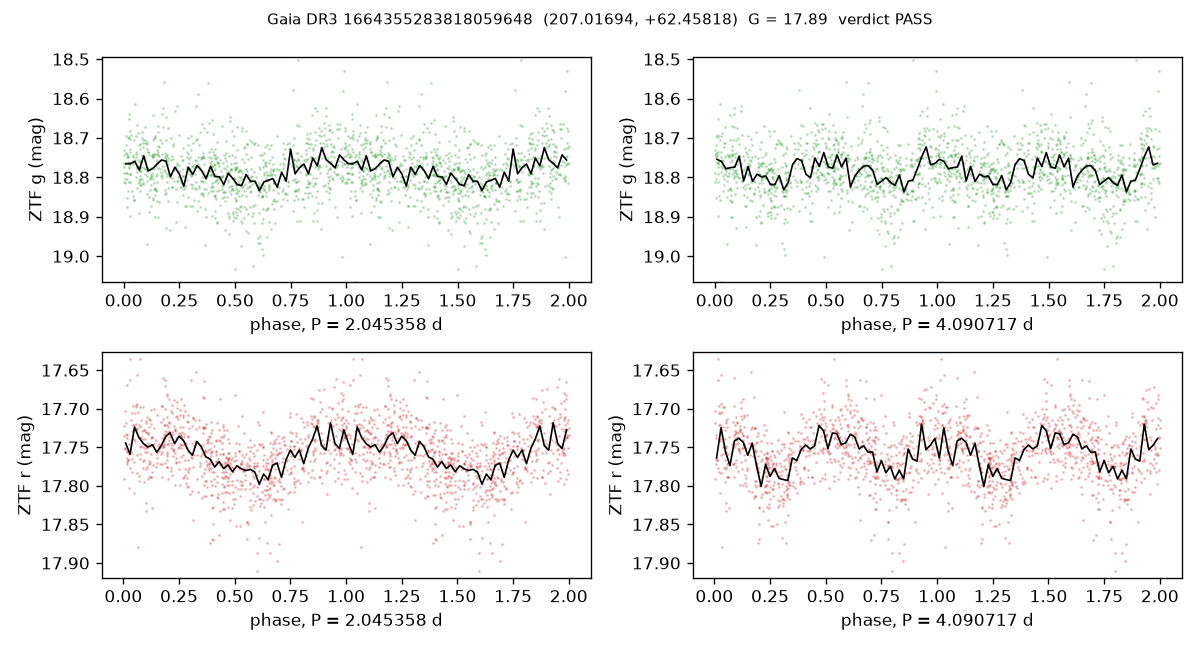 Gaia DR3 1664355283818059648 (207.01694, +62.45818) G = 17.89 verdict PASS
ZTF g (mag)
18.5
18.6
18.7
18.8
18.9
19.0
0.00 0.25 0.50 0.75 1.00 1.25 1.50 1.75 2.00
phase, P = 2.045358 d
ZTF g (mag)
18.5
18.6
18.7
18.8
18.9
19.0
0.00 0.25 0.50 0.75 1.00 1.25 1.50 1.75 2.00
phase, P = 4.090717 d
ZTF r (mag)
17.65
17.70
17.75
17.80
17.85
17.90
0.00 0.25 0.50 0.75 1.00 1.25 1.50 1.75 2.00
phase, P = 2.045358 d
ZTF r (mag)
17.65
17.70
17.75
17.80
17.85
17.90
0.00 0.25 0.50 0.75 1.00 1.25 1.50 1.75 2.00
phase, P = 4.090717 d